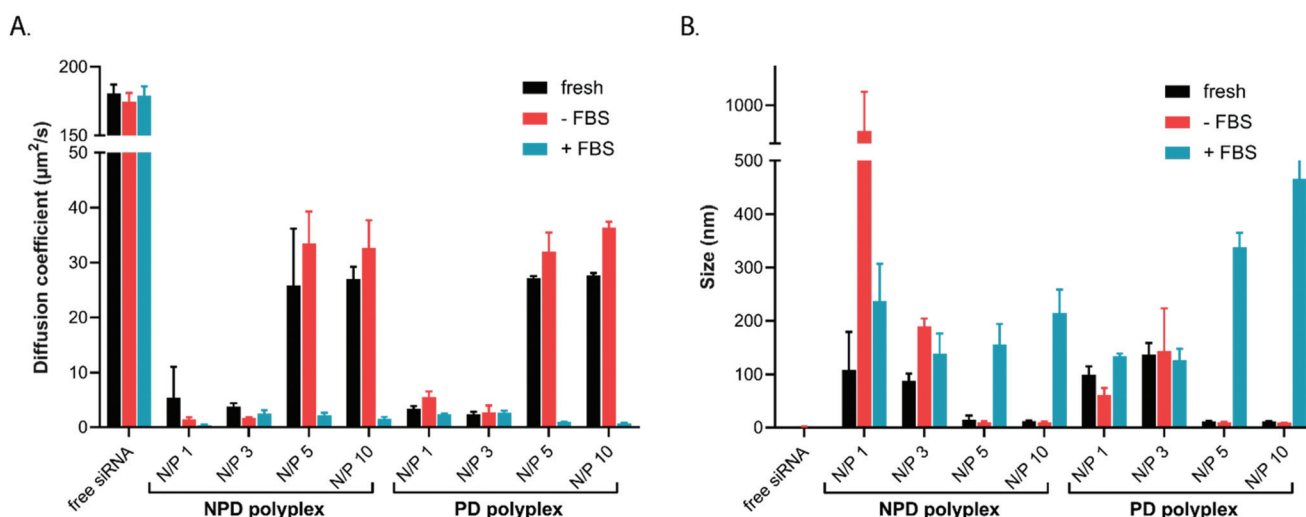 A.
Diffusion coefficient (µm²/s)
200
150
50
40
30
20
10
0
fresh
- FBS
+ FBS
free siRNA
N/P 1
N/P 3
N/P 5
N/P 10
N/P 1
N/P 3
N/P 5
N/P 10
NPD polyplex
PD polyplex
B.
Size (nm)
1000
500
400
300
200
100
0
fresh
- FBS
+ FBS
free siRNA
N/P 1
N/P 3
N/P 5
N/P 10
N/P 1
N/P 3
N/P 5
N/P 10
NPD polyplex
PD polyplex